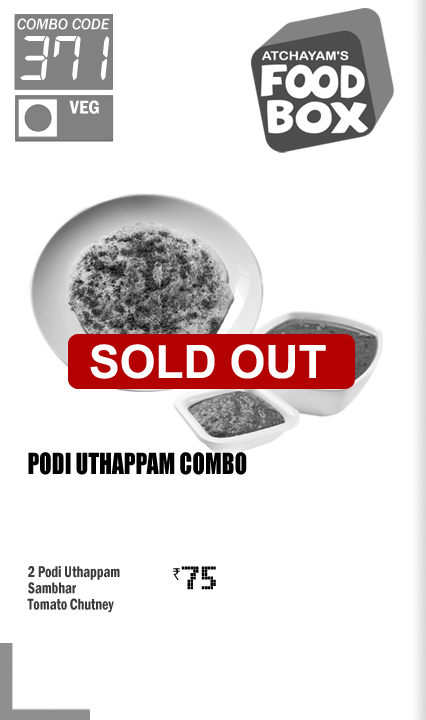 COMBO CODE
371
VEG
ATCHAYAM'S
FOOD
BOX
SOLD OUT
PODI UTHAPPAM COMBO
2 Podi Uthappam
Sambhar
Tomato Chutney
₹75